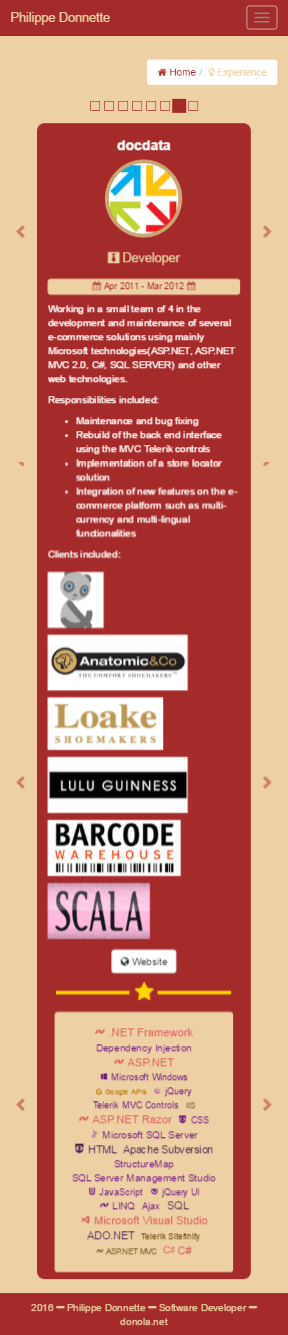 Philippe Donnette
Home / Experience
docdata
Developer
Apr 2011 - Mar 2012
Working in a small team of 4 in the
development and maintenance of several
e-commerce solutions using mainly
Microsoft technologies(ASP.NET, ASP.NET
MVC 2.0, C#, SQL SERVER) and other
web technologies.
Responsibilities included:
• Maintenance and bug fixing
• Rebuild of the back end interface
using the MVC Telerik controls
• Implementation of a store locator
solution
• Integration of new features on the e-
commerce platform such as multi-
currency and multi-lingual
functionalities
Clients included:
Anatomic&Co
THE COMFORT SHOEMAKERS
Loake
SHOEMAKERS
LULU GUINNESS
BARCODE
WAREHOUSE
SCALA
Website
.NET Framework
Dependency Injection
ASP.NET
Microsoft Windows
Google APIs jQuery
Telerik MVC Controls IIS
ASP.NET Razor CSS
Microsoft SQL Server
HTML Apache Subversion
StructureMap
SQL Server Management Studio
JavaScript jQuery UI
LINQ Ajax SQL
Microsoft Visual Studio
ADO.NET Telerik Sitefinity
ASP.NET MVC C# C#
2016 ━ Philippe Donnette ━ Software Developer ━
donola.net